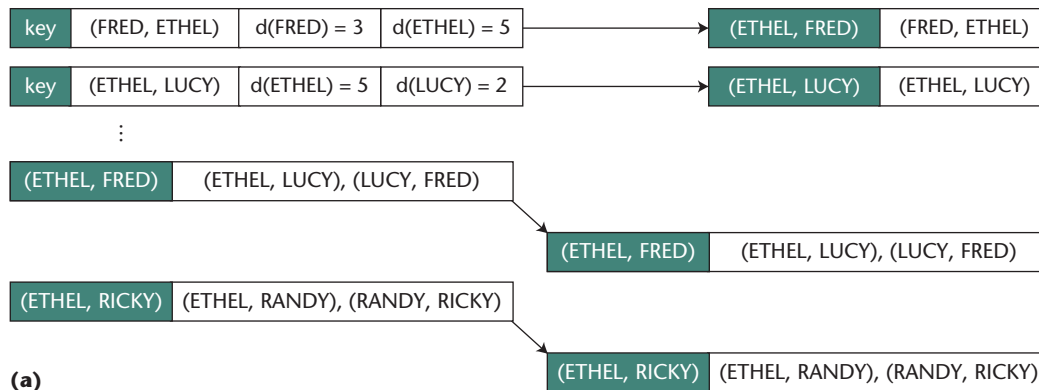 key (FRED, ETHEL) d(FRED) = 3 d(ETHEL) = 5 (ETHEL, FRED) (FRED, ETHEL)
key (ETHEL, LUCY) d(ETHEL) = 5 d(LUCY) = 2 (ETHEL, LUCY) (ETHEL, LUCY)
⋮
(ETHEL, FRED) (ETHEL, LUCY), (LUCY, FRED)
(ETHEL, FRED) (ETHEL, LUCY), (LUCY, FRED)
(ETHEL, RICKY) (ETHEL, RANDY), (RANDY, RICKY)
(ETHEL, RICKY) (ETHEL, RANDY), (RANDY, RICKY)
(a)